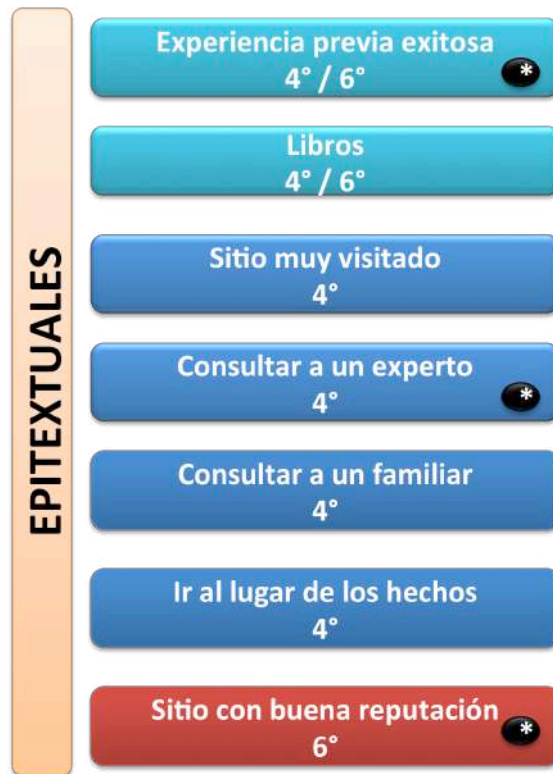 EPITEXTUALES
Experiencia previa exitosa
4° / 6°
*
Libros
4° / 6°
Sitio muy visitado
4°
Consultar a un experto
4°
*
Consultar a un familiar
4°
Ir al lugar de los hechos
4°
Sitio con buena reputación
6°
*